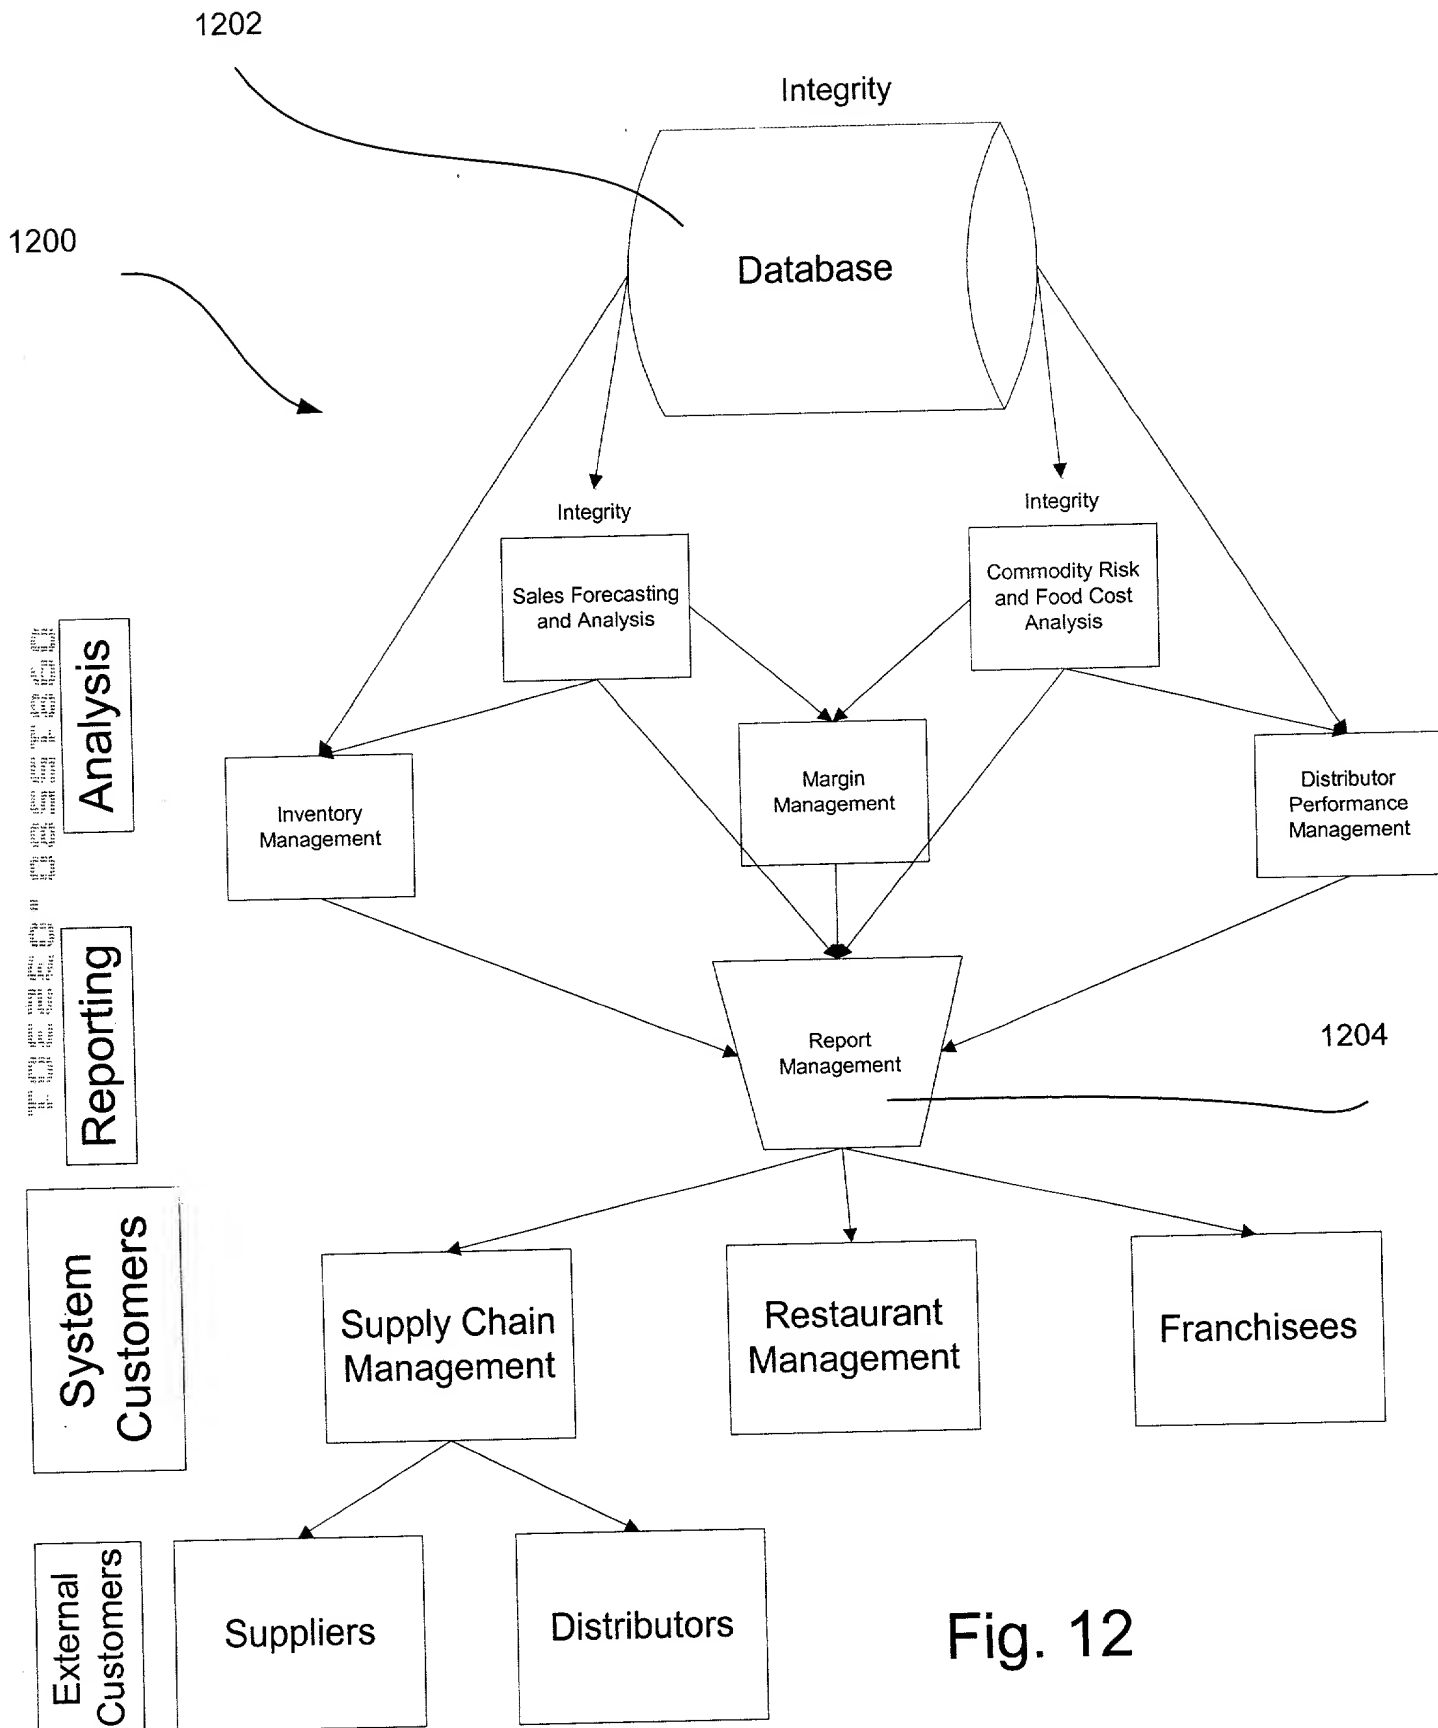 1202
Integrity
1200
Database
Integrity
Integrity
Sales Forecasting
and Analysis
Commodity Risk
and Food Cost
Analysis
Analysis
Inventory
Management
Margin
Management
Distributor
Performance
Management
Reporting
Report
Management
1204
System
Customers
Supply Chain
Management
Restaurant
Management
Franchisees
External
Customers
Suppliers
Distributors
Fig. 12